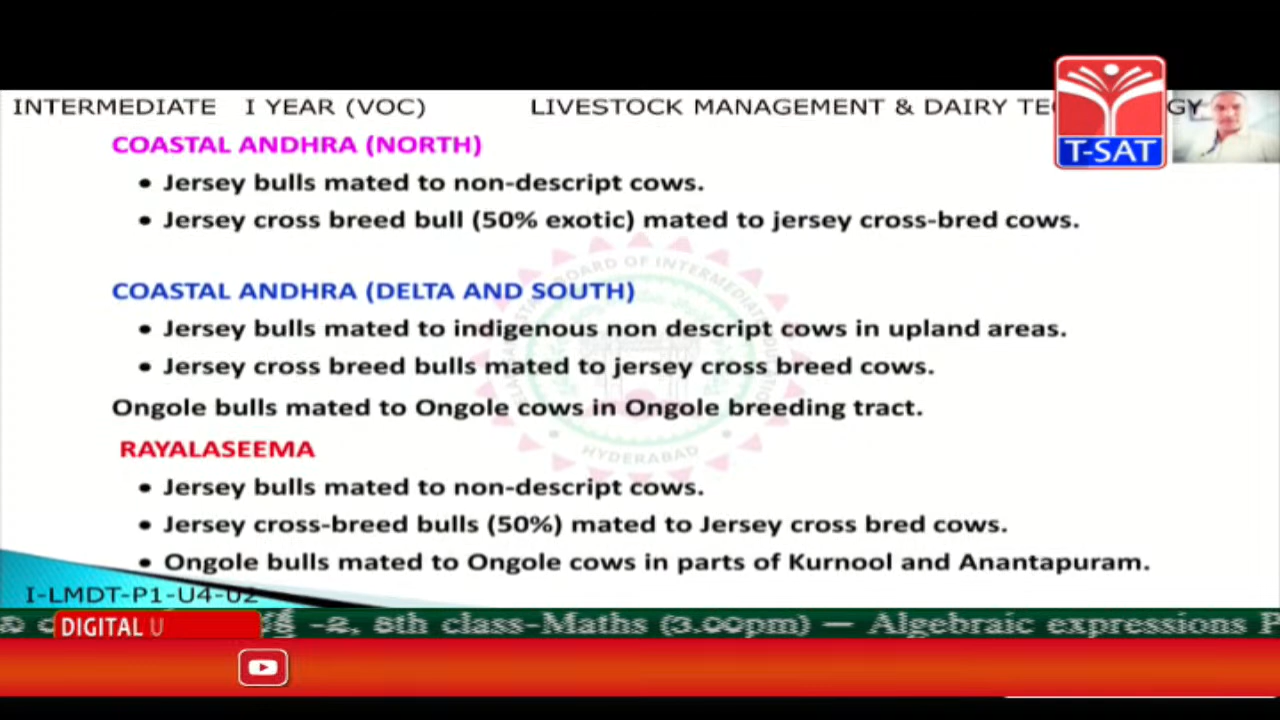 INTERMEDIATE I YEAR (VOC) LIVESTOCK MANAGEMENT & DAIRY
T-SAT
COASTAL ANDHRA (NORTH)
• Jersey bulls mated to non-descript cows.
• Jersey cross breed bull (50% exotic) mated to jersey cross-bred cows.
COASTAL ANDHRA (DELTA AND SOUTH)
• Jersey bulls mated to indigenous non descript cows in upland areas.
• Jersey cross breed bulls mated to jersey cross breed cows.
Ongole bulls mated to Ongole cows in Ongole breeding tract.
RAYALASEEMA
• Jersey bulls mated to non-descript cows.
• Jersey cross-breed bulls (50%) mated to Jersey cross bred cows.
• Ongole bulls mated to Ongole cows in parts of Kurnool and Anantapuram.
HYDERABAD
I-LMDT-P1-U4-02
DIGITAL U
8th class-Maths (3.00pm) – Algebraic expressions P